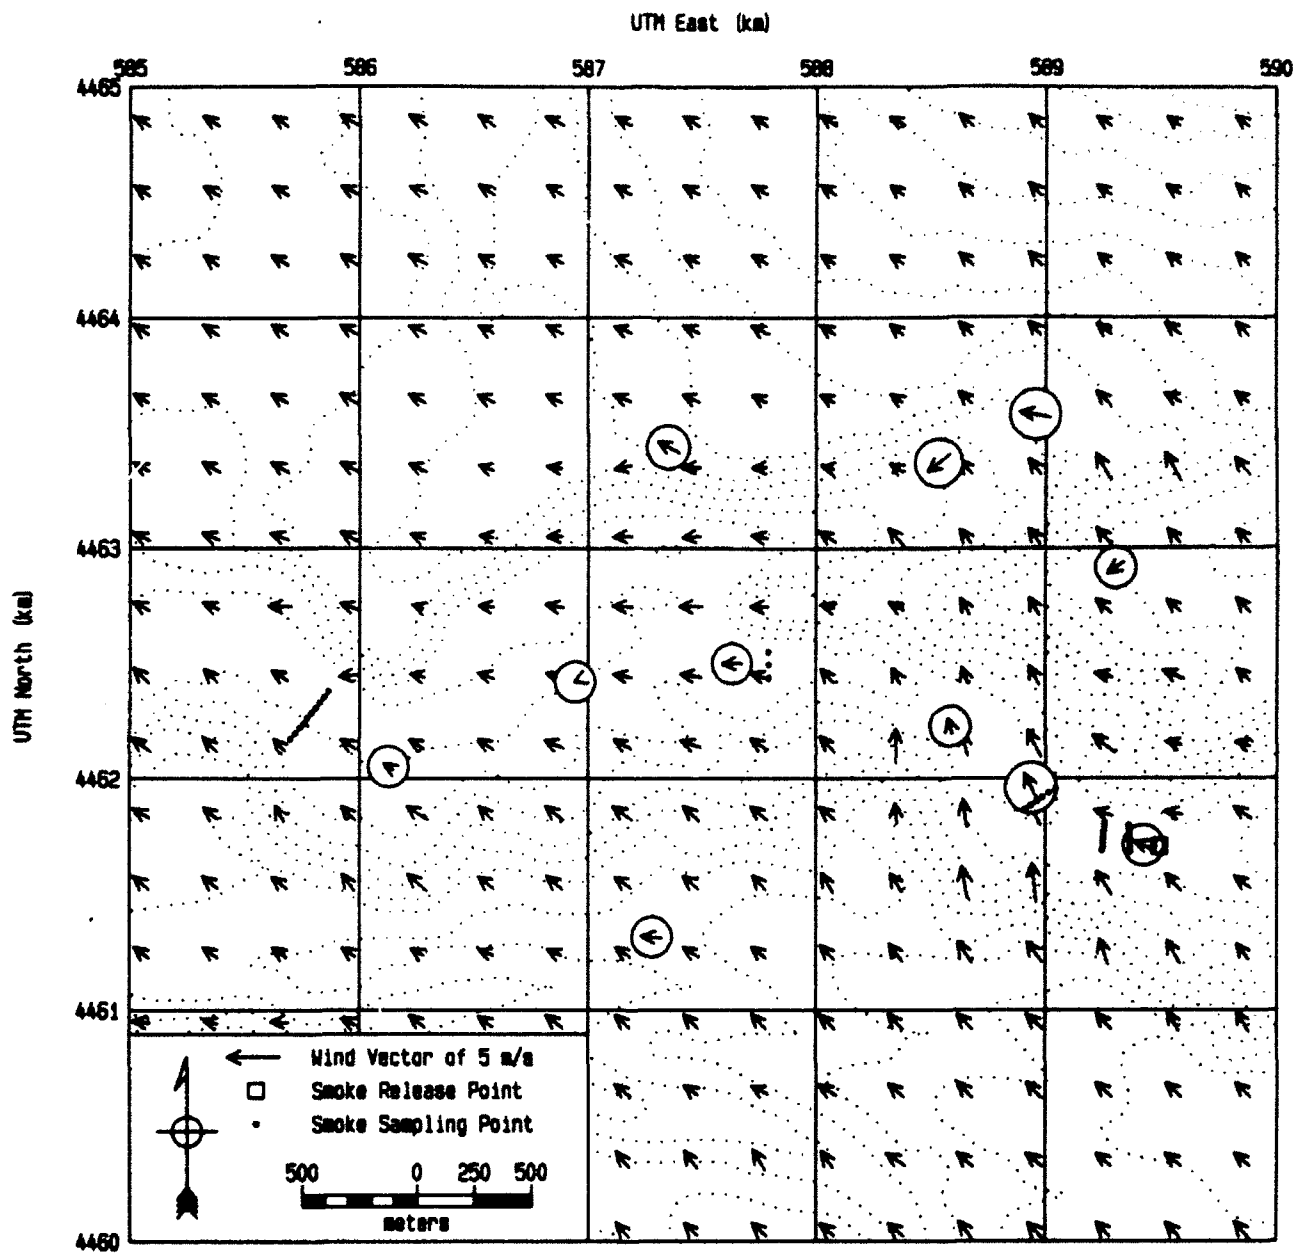 UTM East (km)
585 586 587 588 589 590
4465
4464
4463
UTM North (km)
4462
4461
Wind Vector of 5 m/s
Smoke Release Point
Smoke Sampling Point
500 0 250 500
meters
4460